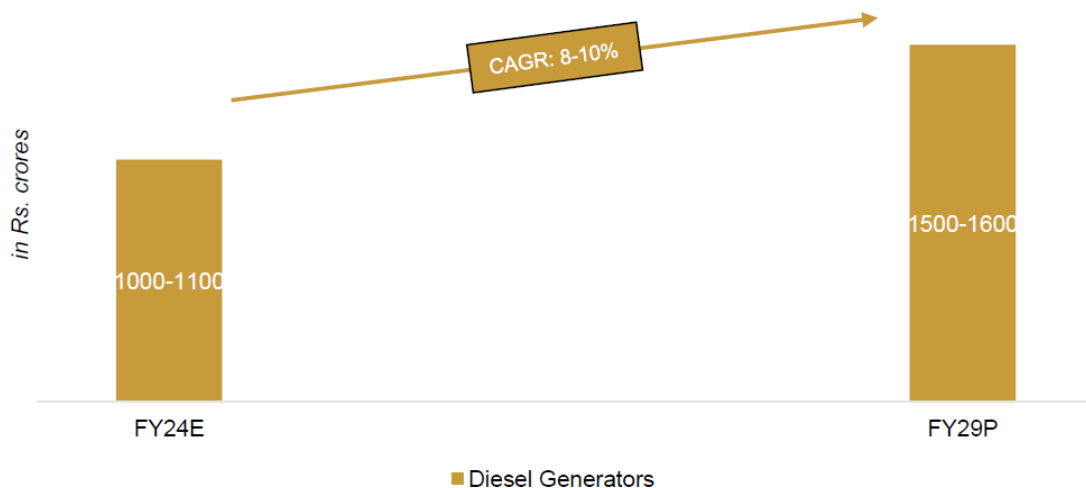 CAGR: 8-10%
in Rs. crores
1000-1100
1500-1600
FY24E
FY29P
Diesel Generators